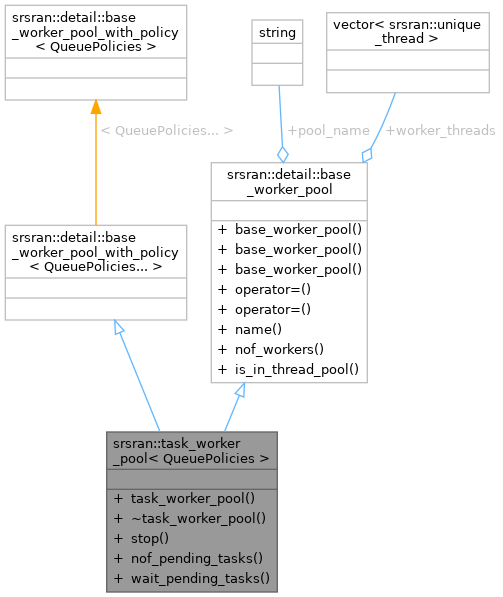 srsran::detail::base
_worker_pool_with_policy
< QueuePolicies >
string
vector< srsran::unique
_thread >
< QueuePolicies... >
+pool_name
+worker_threads
srsran::detail::base
_worker_pool
+ base_worker_pool()
+ base_worker_pool()
+ base_worker_pool()
+ operator=()
+ operator=()
+ name()
+ nof_workers()
+ is_in_thread_pool()
srsran::detail::base
_worker_pool_with_policy
< QueuePolicies... >
srsran::task_worker
_pool< QueuePolicies >
+ task_worker_pool()
+ ~task_worker_pool()
+ stop()
+ nof_pending_tasks()
+ wait_pending_tasks()